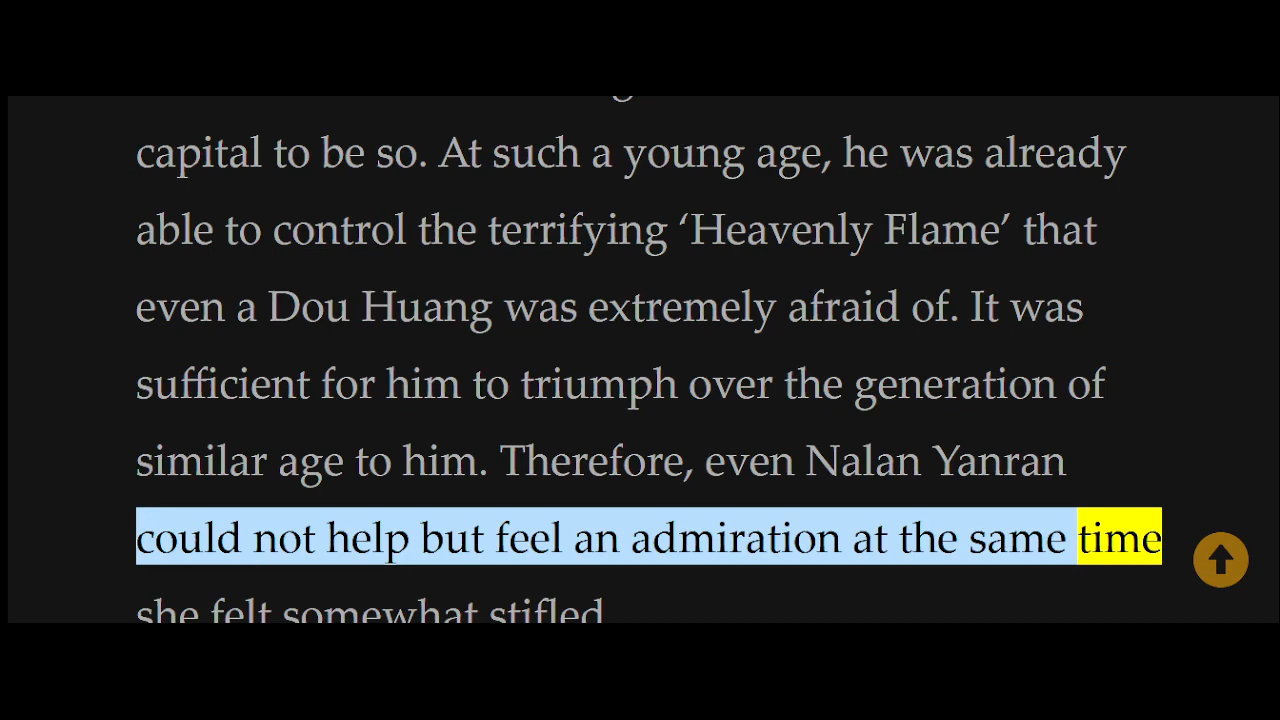 capital to be so. At such a young age, he was already
able to control the terrifying ‘Heavenly Flame’ that
even a Dou Huang was extremely afraid of. It was
sufficient for him to triumph over the generation of
similar age to him. Therefore, even Nalan Yanran
could not help but feel an admiration at the same time
she felt somewhat stifled